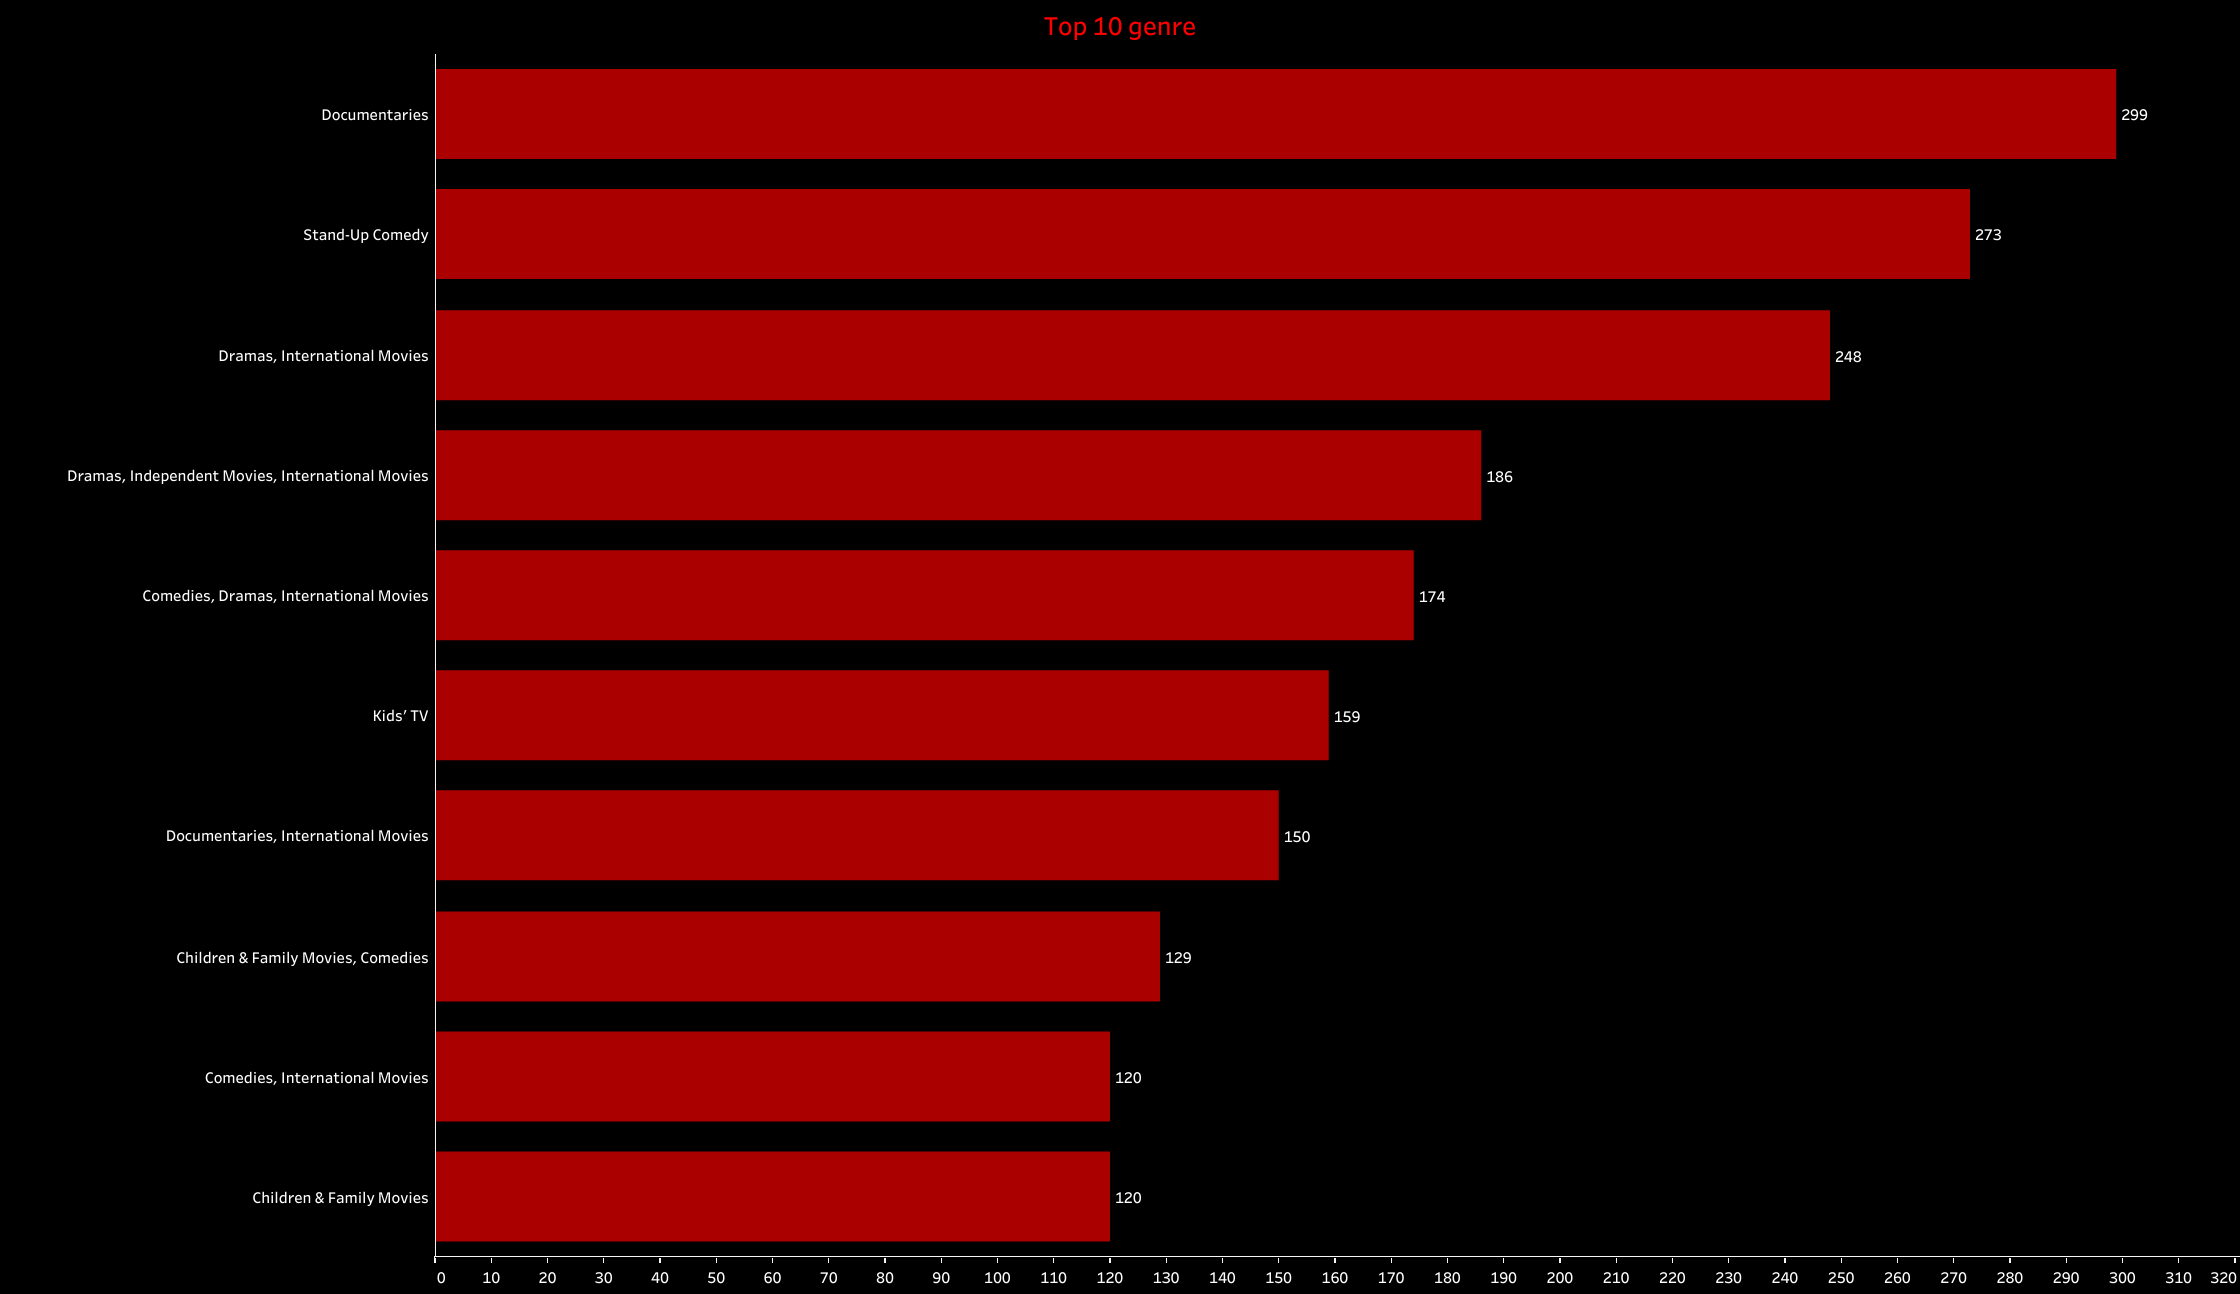 Top 10 genre
Documentaries 299
Stand-Up Comedy 273
Dramas, International Movies 248
Dramas, Independent Movies, International Movies 186
Comedies, Dramas, International Movies 174
Kids’ TV 159
Documentaries, International Movies 150
Children & Family Movies, Comedies 129
Comedies, International Movies 120
Children & Family Movies 120
0 10 20 30 40 50 60 70 80 90 100 110 120 130 140 150 160 170 180 190 200 210 220 230 240 250 260 270 280 290 300 310 320